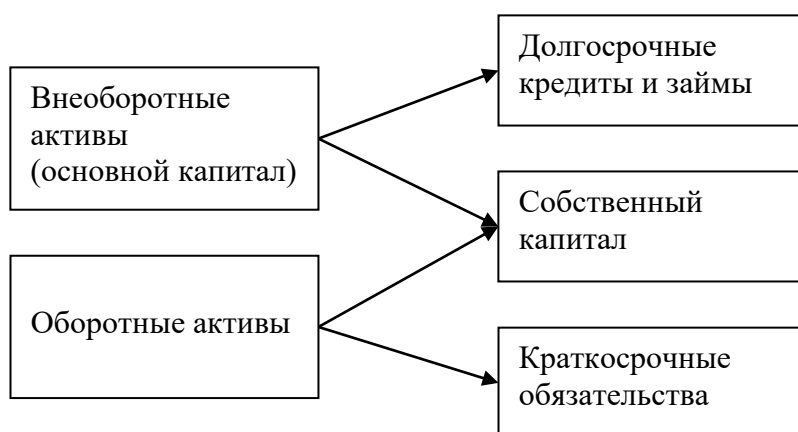 Долгосрочные
кредиты и займы
Внеоборотные
активы
(основной капитал)
Собственный
капитал
Оборотные активы
Краткосрочные
обязательства